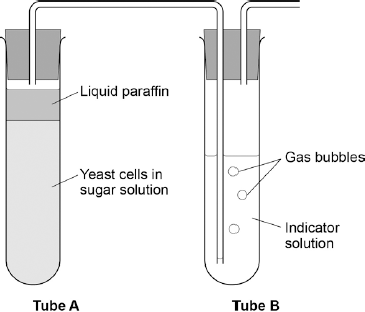 Liquid paraffin
Gas bubbles
Yeast cells in
sugar solution
Indicator
solution
Tube A
Tube B